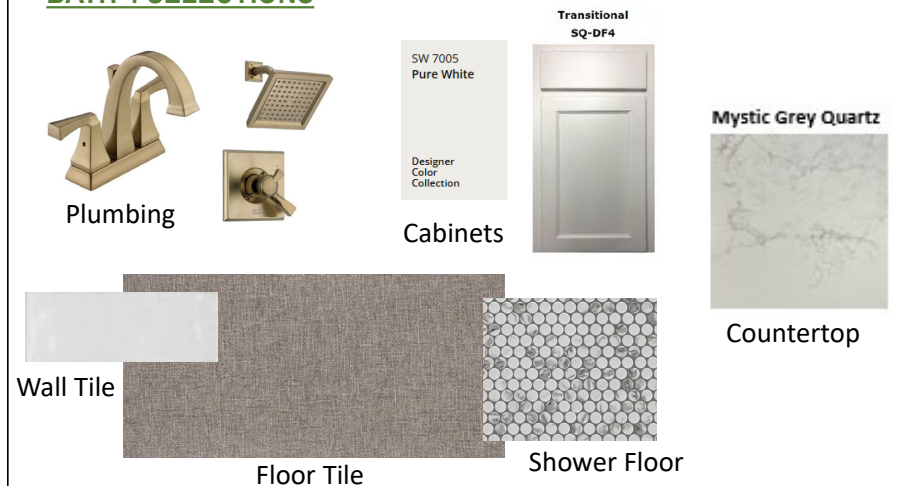 Transitional
SQ-DF4
SW 7005
Pure White
Designer
Color
Collection
Mystic Grey Quartz
Plumbing
Cabinets
Countertop
Wall Tile
Floor Tile
Shower Floor